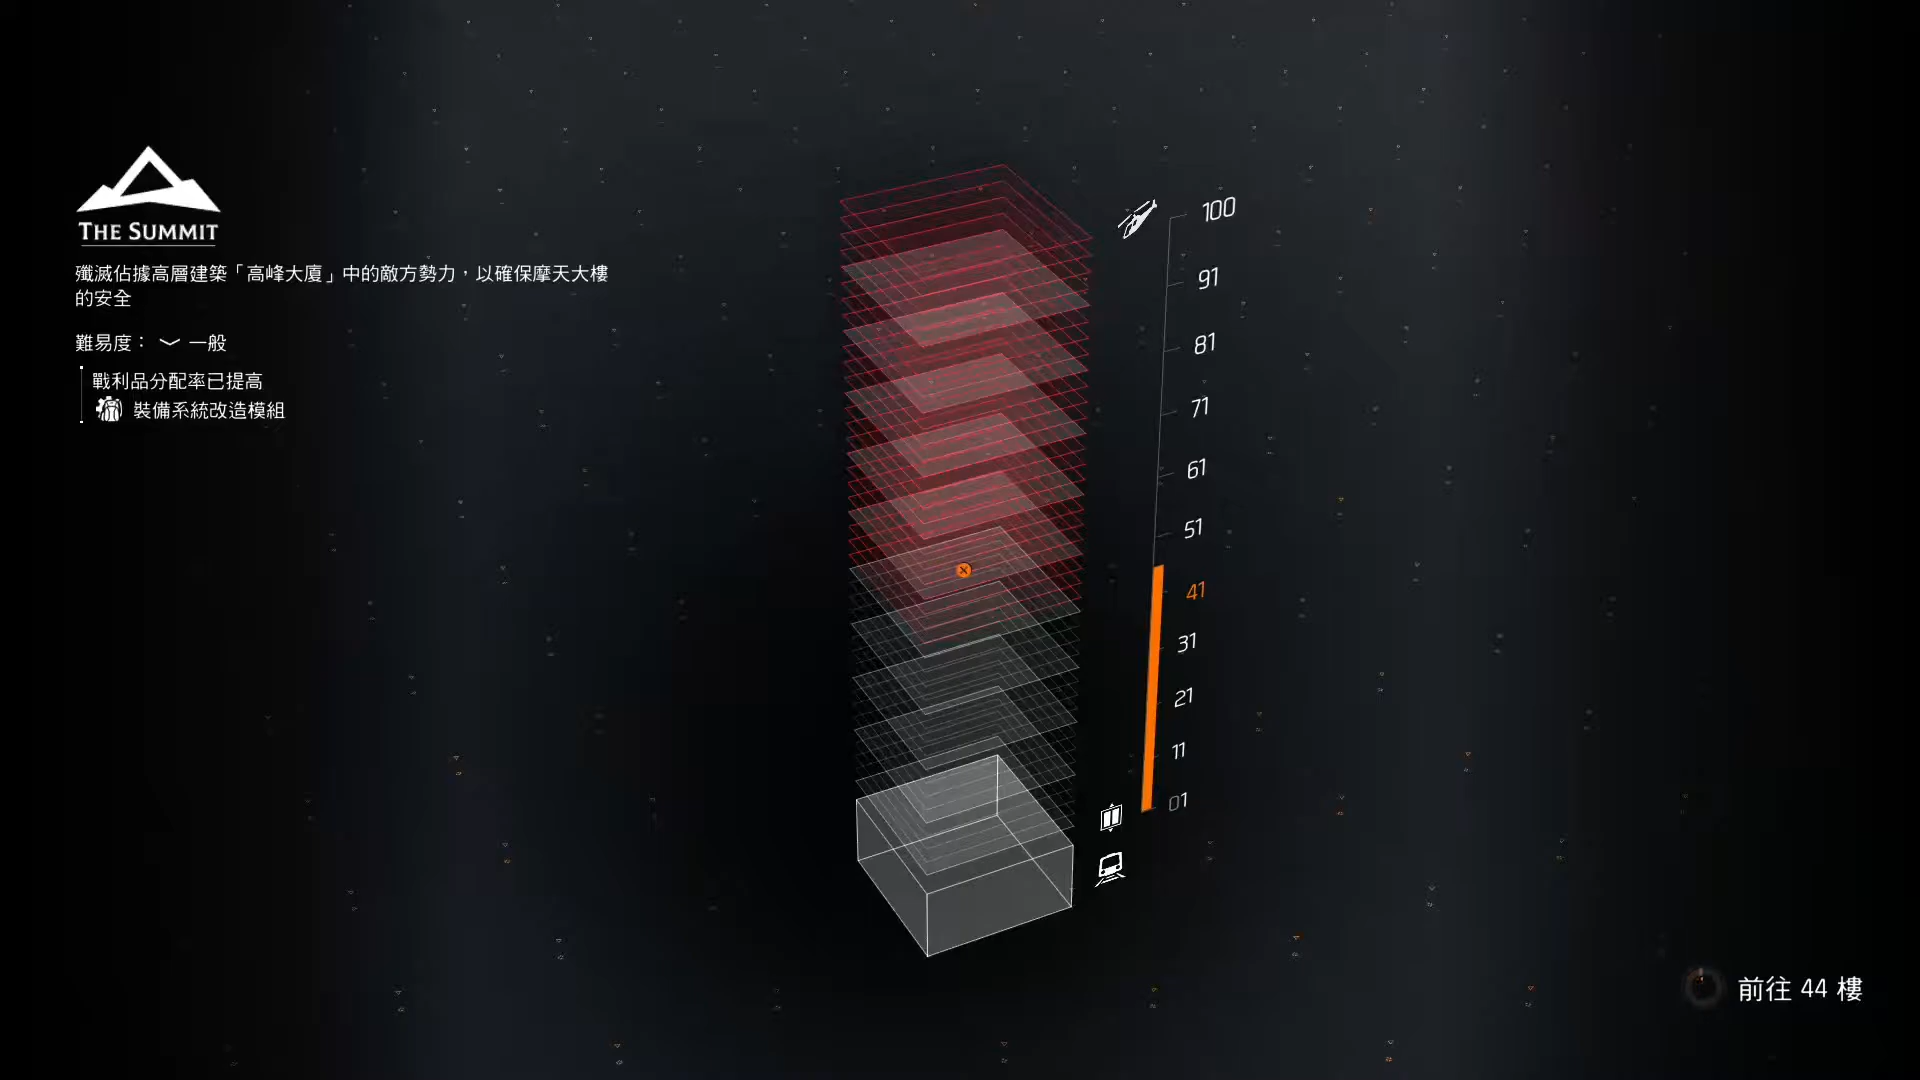 THE SUMMIT
殲滅佔據高層建築「高峰大廈」中的敵方勢力，以確保摩天大樓
的安全
難易度： 一般
戰利品分配率已提高
裝備系統改造模組
100
91
81
71
61
51
41
31
21
11
01
前往 44 樓